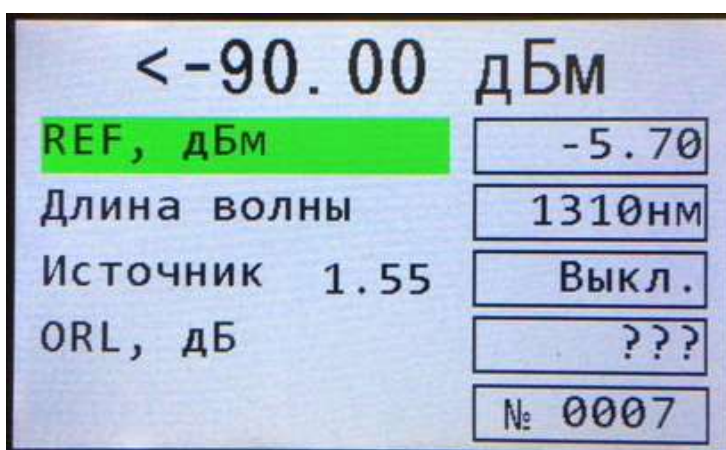 <-90.00 дБм
REF, дБм -5.70
Длина волны 1310нм
Источник 1.55 Выкл.
ORL, дБ ???
№ 0007